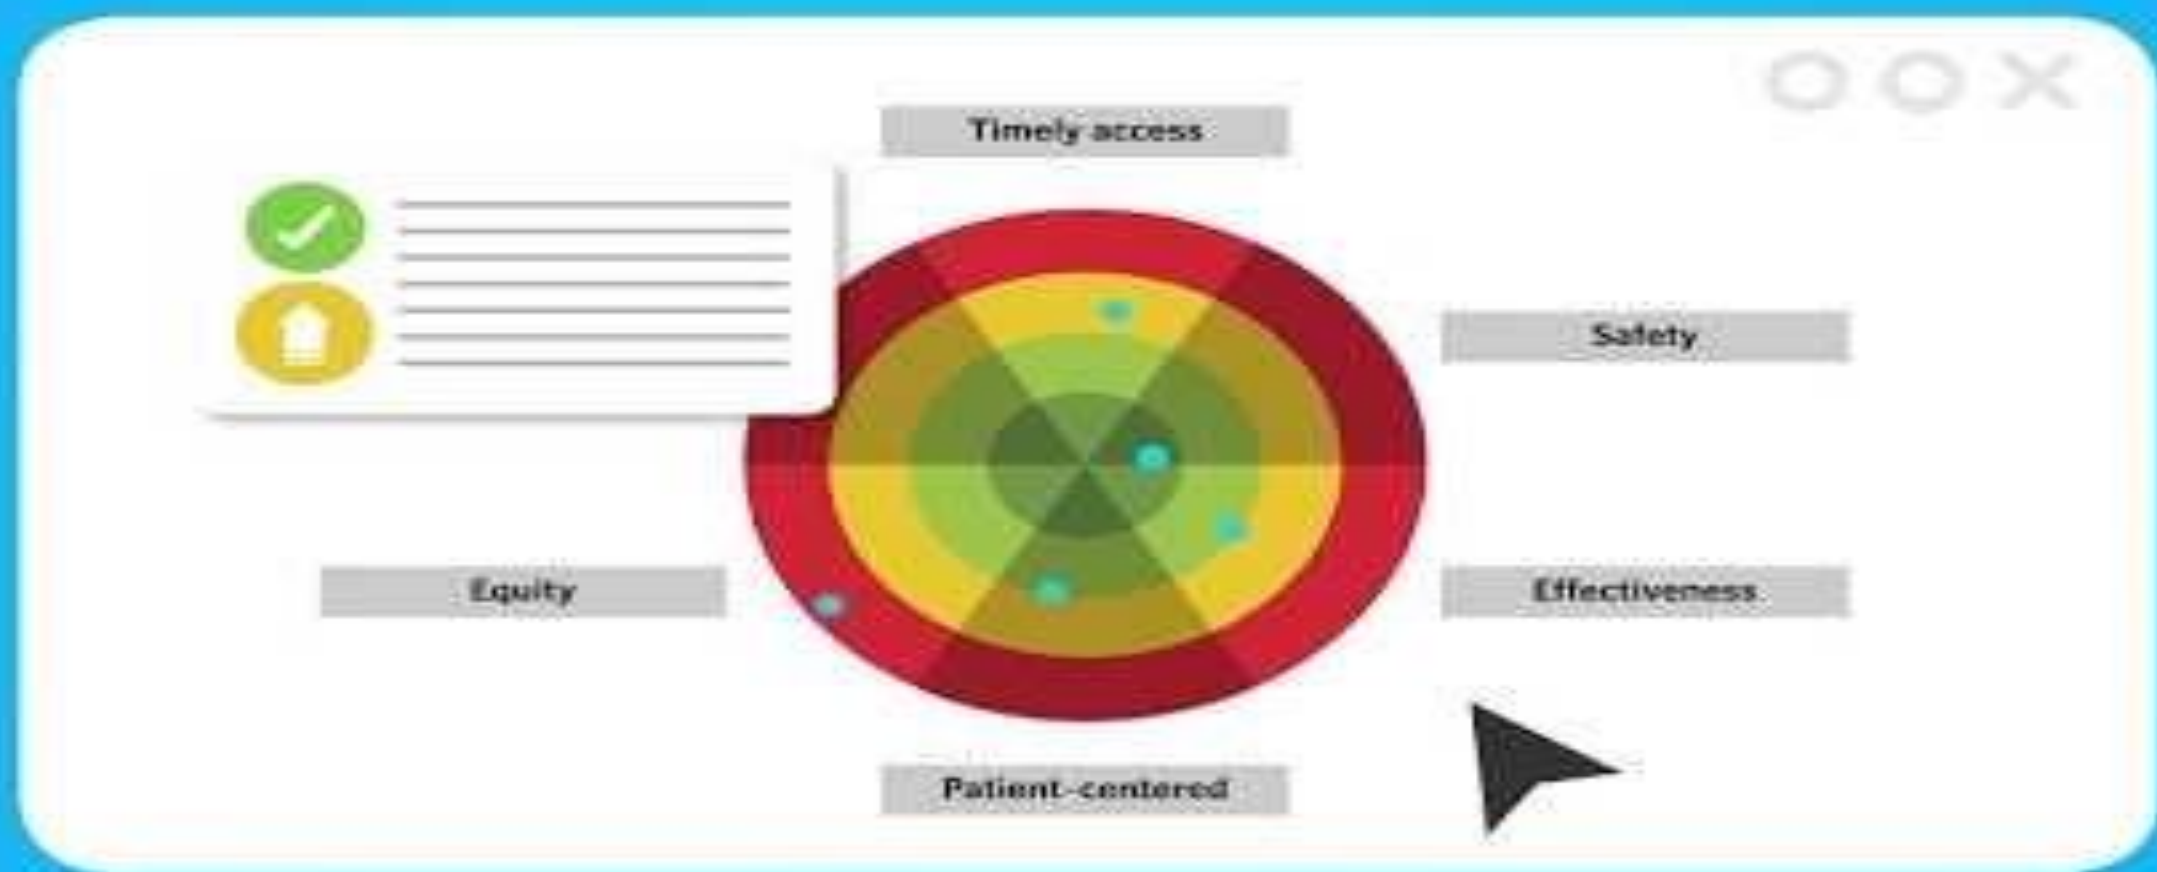 Timely access
Safety
Equity
Effectiveness
Patient-centered